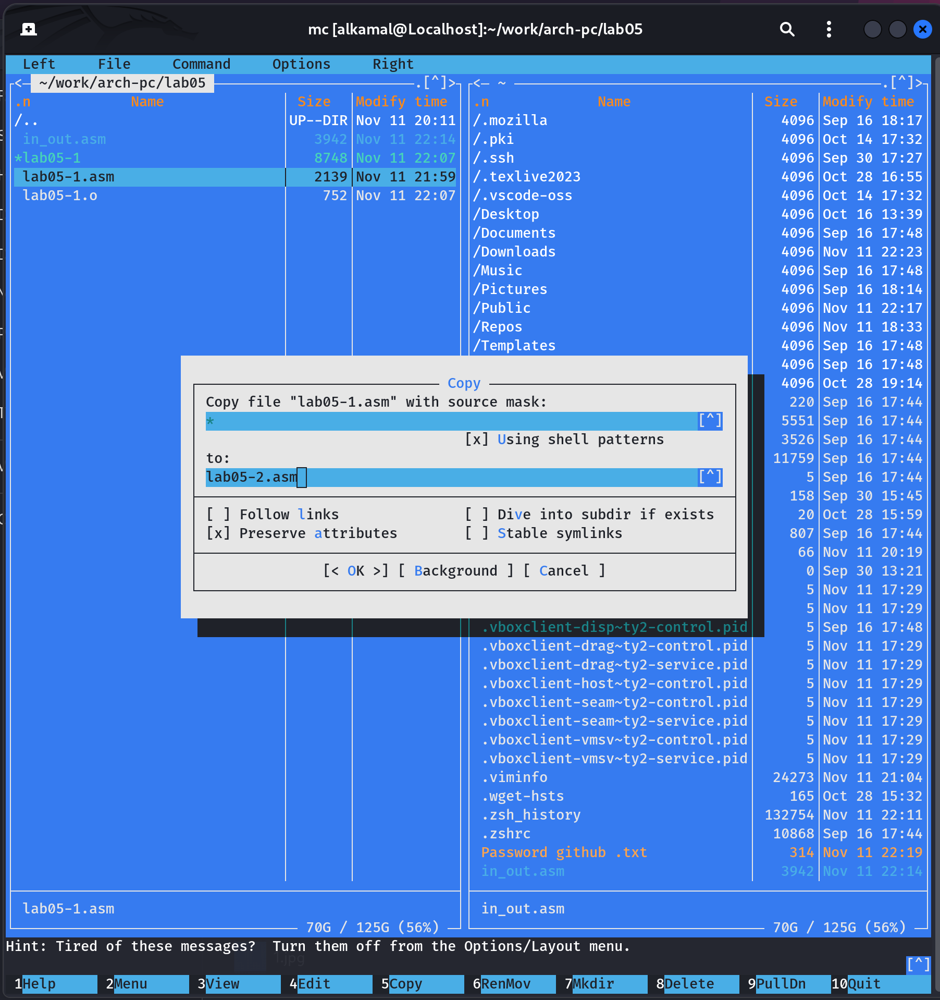 mc [alkamal@Localhost]:~/work/arch-pc/lab05
Left File Command Options Right
<─ ~/work/arch-pc/lab05 .[^]>
.n Name Size Modify time
/.. UP--DIR Nov 11 20:11
in_out.asm 3942 Nov 11 22:14
*lab05-1 8748 Nov 11 22:07
lab05-1.asm 2139 Nov 11 21:59
lab05-1.o 752 Nov 11 22:07
<─ ~ .[^]>
.n Name Size Modify time
/.mozilla 4096 Sep 16 18:17
/.pki 4096 Oct 14 17:32
/.ssh 4096 Sep 30 17:27
/.texlive2023 4096 Oct 28 16:55
/.vscode-oss 4096 Oct 14 17:32
/Desktop 4096 Oct 16 13:39
/Documents 4096 Sep 16 17:48
/Downloads 4096 Nov 11 22:23
/Music 4096 Sep 16 17:48
/Pictures 4096 Sep 16 18:14
/Public 4096 Nov 11 22:17
/Repos 4096 Nov 11 18:33
/Templates 4096 Sep 16 17:48
4096 Sep 16 17:48
4096 Oct 28 19:14
220 Sep 16 17:44
5551 Sep 16 17:44
3526 Sep 16 17:44
11759 Sep 16 17:44
5 Sep 16 17:44
158 Sep 30 15:45
20 Oct 28 15:59
807 Sep 16 17:44
66 Nov 11 20:19
0 Sep 30 13:21
5 Nov 11 17:29
5 Nov 11 17:29
.vboxclient-disp~ty2-control.pid 5 Sep 16 17:48
.vboxclient-drag~ty2-control.pid 5 Nov 11 17:29
.vboxclient-drag~ty2-service.pid 5 Nov 11 17:29
.vboxclient-host~ty2-control.pid 5 Nov 11 17:29
.vboxclient-seam~ty2-control.pid 5 Nov 11 17:29
.vboxclient-seam~ty2-service.pid 5 Nov 11 17:29
.vboxclient-vmsv~ty2-control.pid 5 Nov 11 17:29
.vboxclient-vmsv~ty2-service.pid 5 Nov 11 17:29
.viminfo 24273 Nov 11 21:04
.wget-hsts 165 Oct 28 15:32
.zsh_history 132754 Nov 11 22:11
.zshrc 10868 Sep 16 17:44
Password github .txt 314 Nov 11 22:19
in_out.asm 3942 Nov 11 22:14
Copy
Copy file "lab05-1.asm" with source mask:
* [^]
[x] Using shell patterns
to:
lab05-2.asm [^]
[ ] Follow links [ ] Dive into subdir if exists
[x] Preserve attributes [ ] Stable symlinks
[< OK >] [ Background ] [ Cancel ]
lab05-1.asm
70G / 125G (56%)
in_out.asm
70G / 125G (56%)
Hint: Tired of these messages? Turn them off from the Options/Layout menu.
1.jpg
[^]
1Help 2Menu 3View 4Edit 5Copy 6RenMov 7Mkdir 8Delete 9PullDn 10Quit